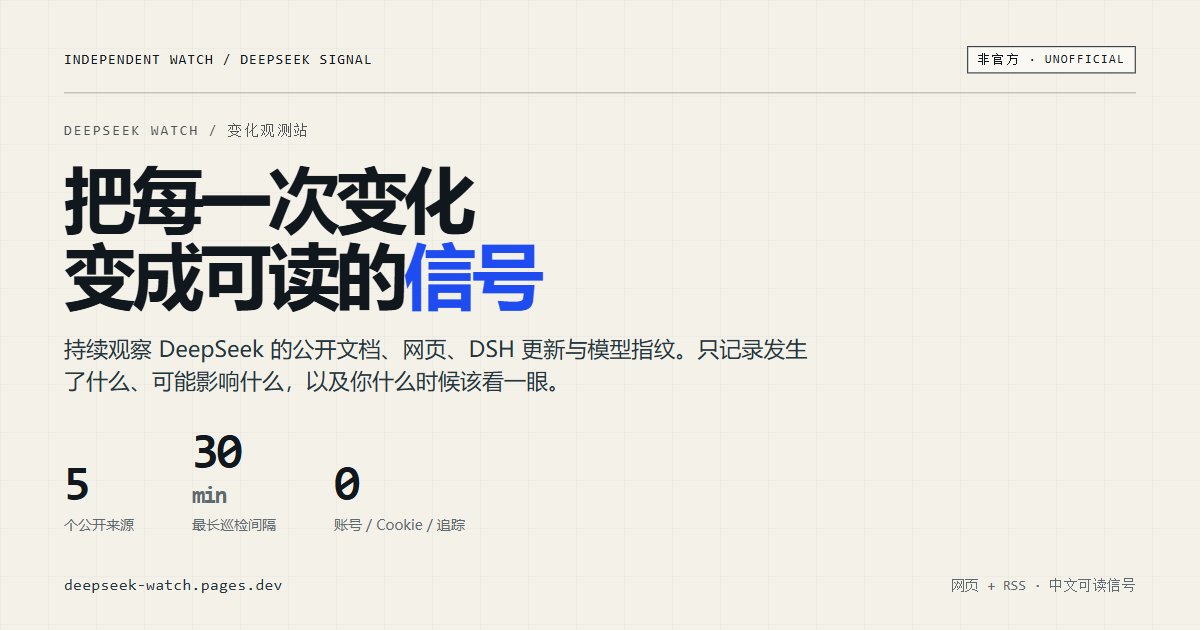 INDEPENDENT WATCH / DEEPSEEK SIGNAL
非官方 · UNOFFICIAL
DEEPSEEK WATCH / 变化观测站
把每一次变化
变成可读的信号
持续观察 DeepSeek 的公开文档、网页、DSH 更新与模型指纹。只记录发生
了什么、可能影响什么，以及你什么时候该看一眼。
5
个公开来源
30
min
最长巡检间隔
0
账号 / Cookie / 追踪
deepseek-watch.pages.dev
网页 + RSS · 中文可读信号